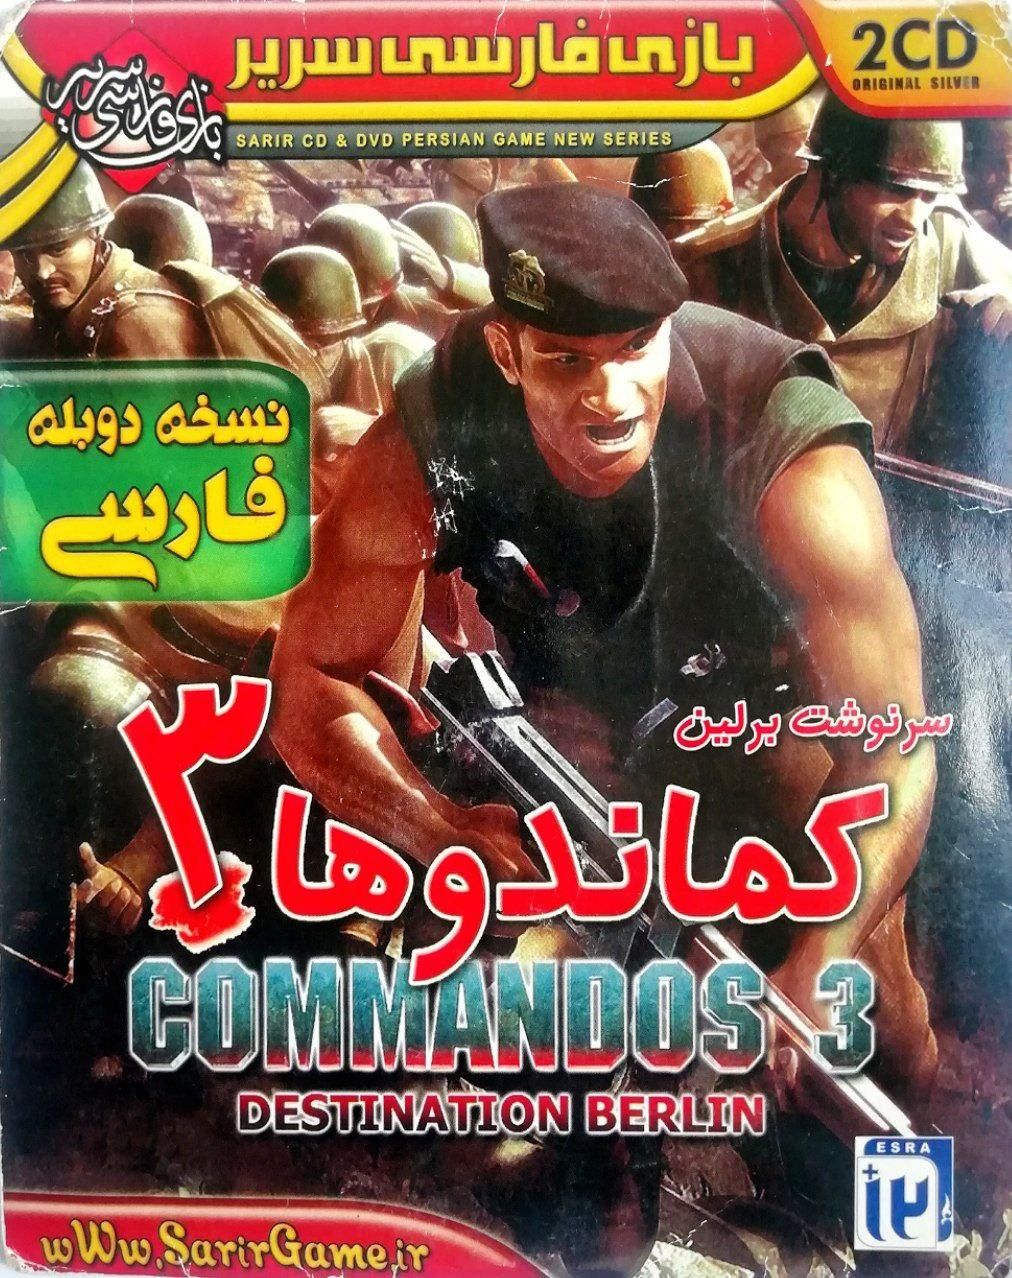 بازی فارسی سریر
2CD
ORIGINAL SILVER
بازی فارسی سریر
SARIR CD & DVD PERSIAN GAME NEW SERIES
نسخه دوبله
فارسی
سرنوشت برلین
کماندوها ۳
COMMANDOS 3
DESTINATION BERLIN
ESRA
+۱۲
wWw.SarirGame.ir